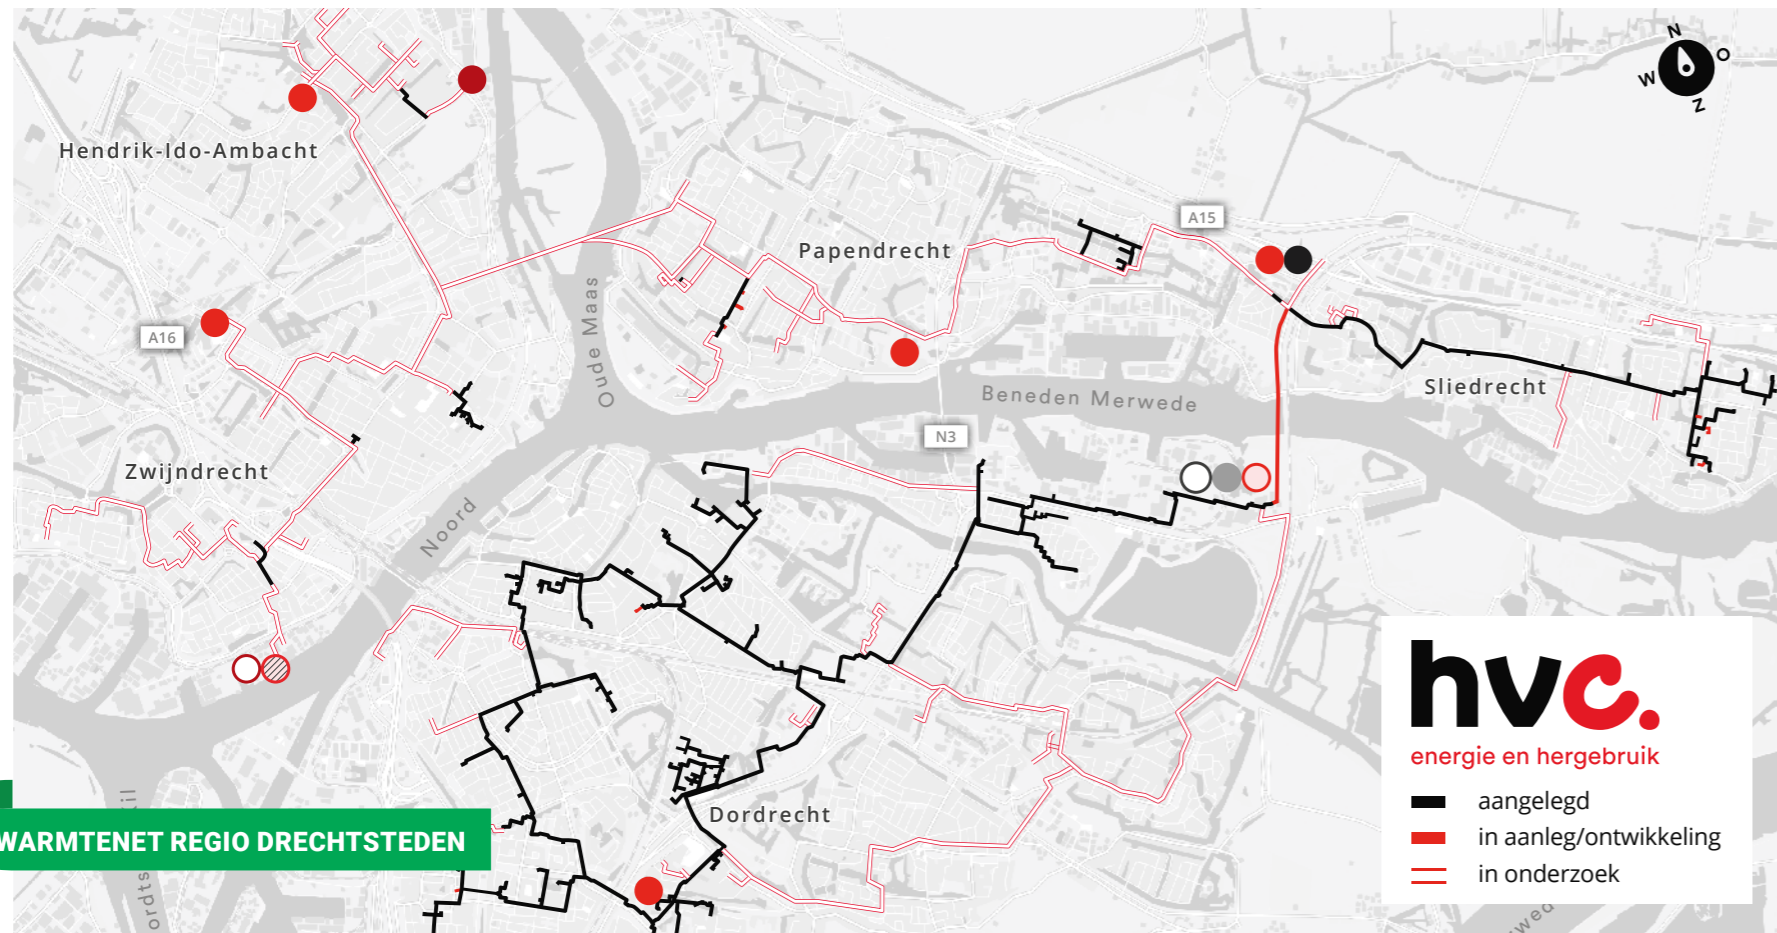 N
O
W
Z
Hendrik-Ido-Ambacht
A15
Papendrecht
A16
Oude Maas
Beneden Merwede
Sliedrecht
N3
Zwijndrecht
Noord
hvc.
energie en hergebruik
aangelegd
in aanleg/ontwikkeling
in onderzoek
Dordrecht
WARMTENET REGIO DRECHTSTEDEN